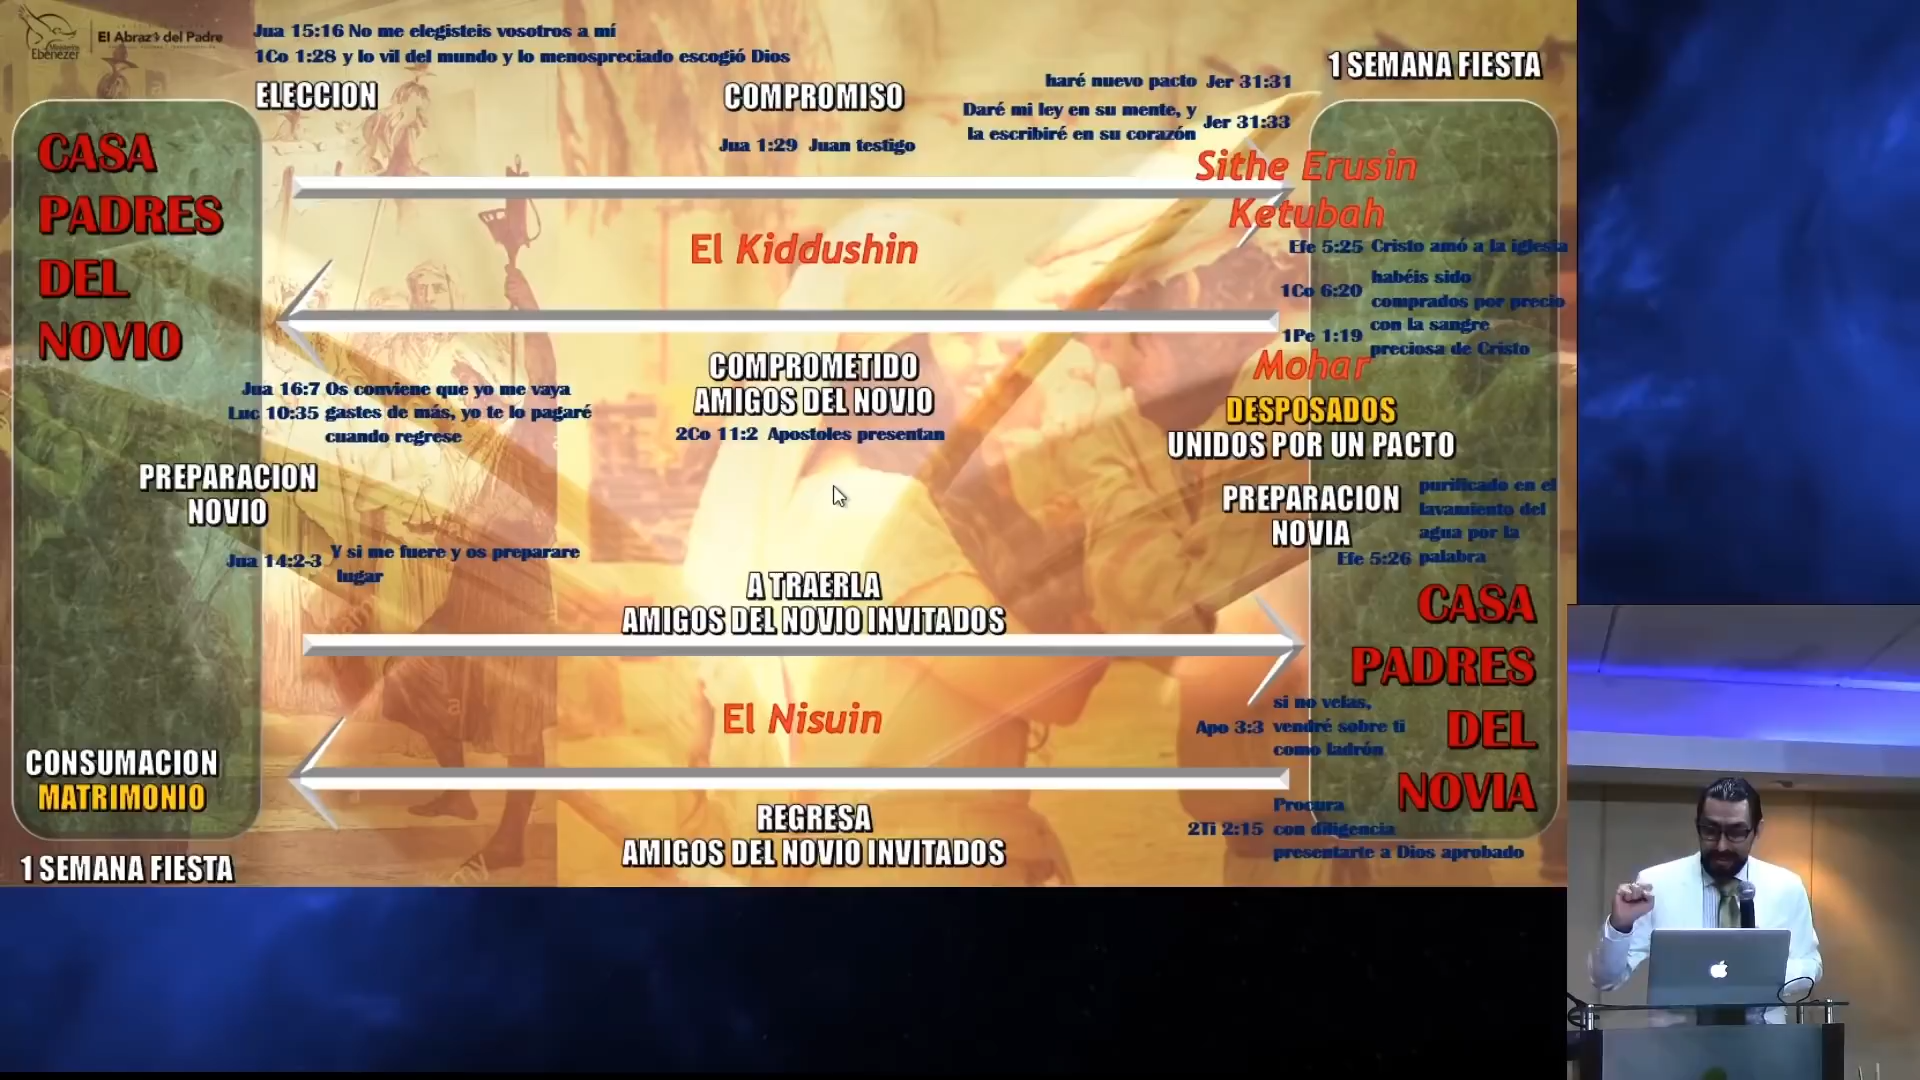 Ministerios
Ebenezer
El Abrazo del Padre
Jua 15:16 No me elegisteis vosotros a mí
1Co 1:28 y lo vil del mundo y lo menospreciado escogió Dios
ELECCION
COMPROMISO
Jua 1:29 Juan testigo
haré nuevo pacto Jer 31:31
Daré mi ley en su mente, y
la escribiré en su corazón
Jer 31:33
1 SEMANA FIESTA
CASA
PADRES
DEL
NOVIO
Sithe Erusin
Ketubah
El Kiddushin
Efe 5:25 Cristo amó a la iglesia
1Co 6:20
habéis sido
comprados por precio
1Pe 1:19
con la sangre
preciosa de Cristo
Mohar
DESPOSADOS
UNIDOS POR UN PACTO
COMPROMETIDO
AMIGOS DEL NOVIO
2Co 11:2 Apostoles presentan
Jua 16:7 Os conviene que yo me vaya
Luc 10:35 gastes de más, yo te lo pagaré
cuando regrese
PREPARACION
NOVIO
Jua 14:2-3
Y si me fuere y os preparare
lugar
PREPARACION
NOVIA
purificado en el
lavamiento del
agua por la
Efe 5:26 palabra
A TRAERLA
AMIGOS DEL NOVIO INVITADOS
CASA
PADRES
DEL
NOVIA
El Nisuin
si no velas,
Apo 3:3 vendré sobre ti
como ladrón
CONSUMACION
MATRIMONIO
REGRESA
AMIGOS DEL NOVIO INVITADOS
Procura
2Ti 2:15 con diligencia
presentarte a Dios aprobado
1 SEMANA FIESTA